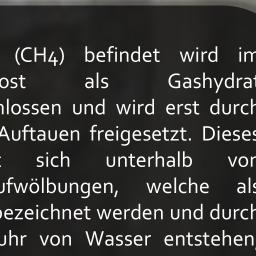 (CH4) befindet wird im
ost als Gashydrat
lossen und wird erst durch
Auftauen freigesetzt. Dieses
sich unterhalb von
ufwölbungen, welche als
bezeichnet werden und durch
uhr von Wasser entstehen,